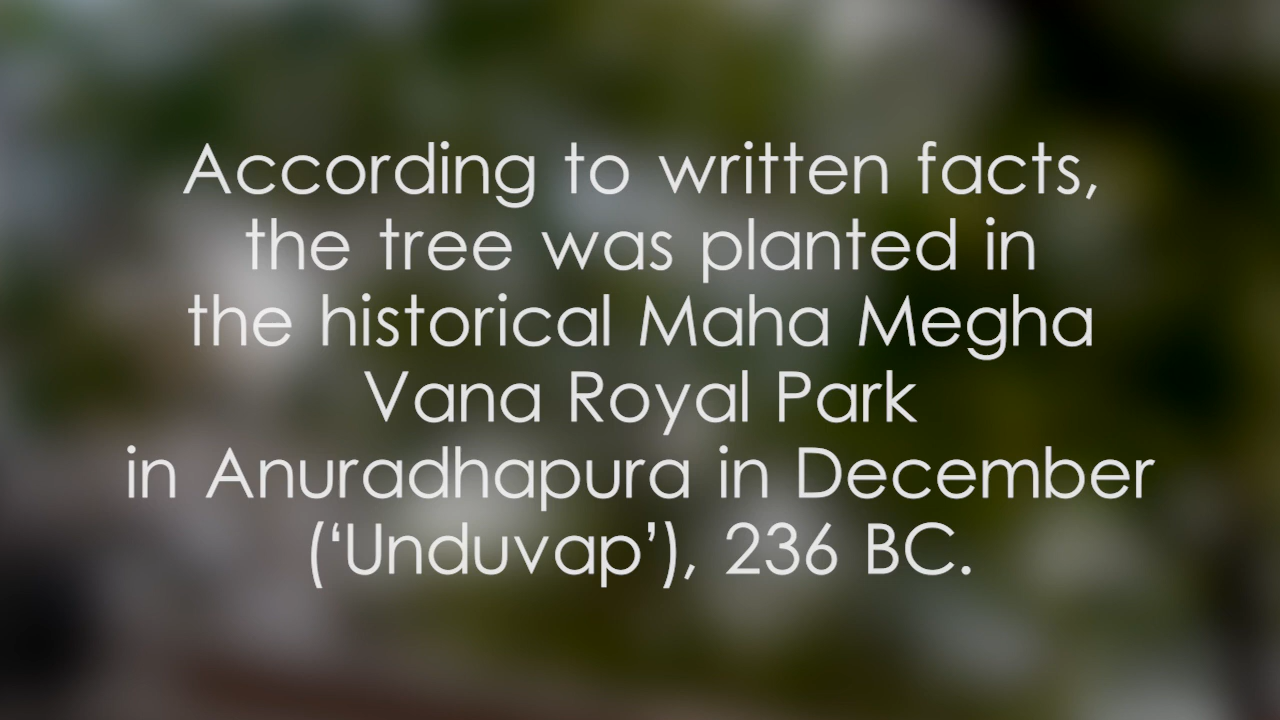 According to written facts,
the tree was planted in
the historical Maha Megha
Vana Royal Park
in Anuradhapura in December
(‘Unduvap’), 236 BC.